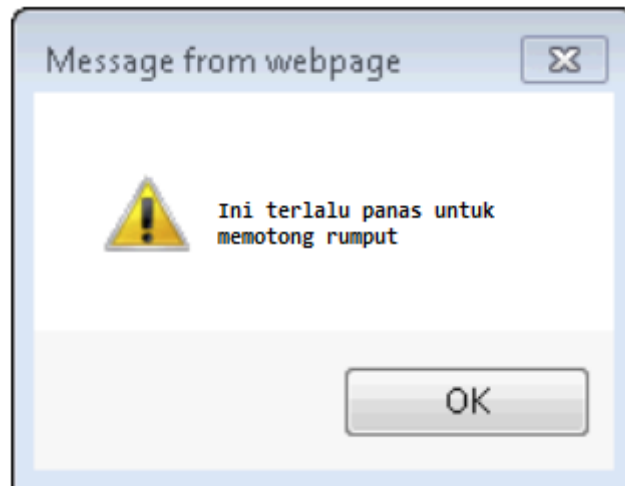 Message from webpage
Ini terlalu panas untuk
memotong rumput
OK